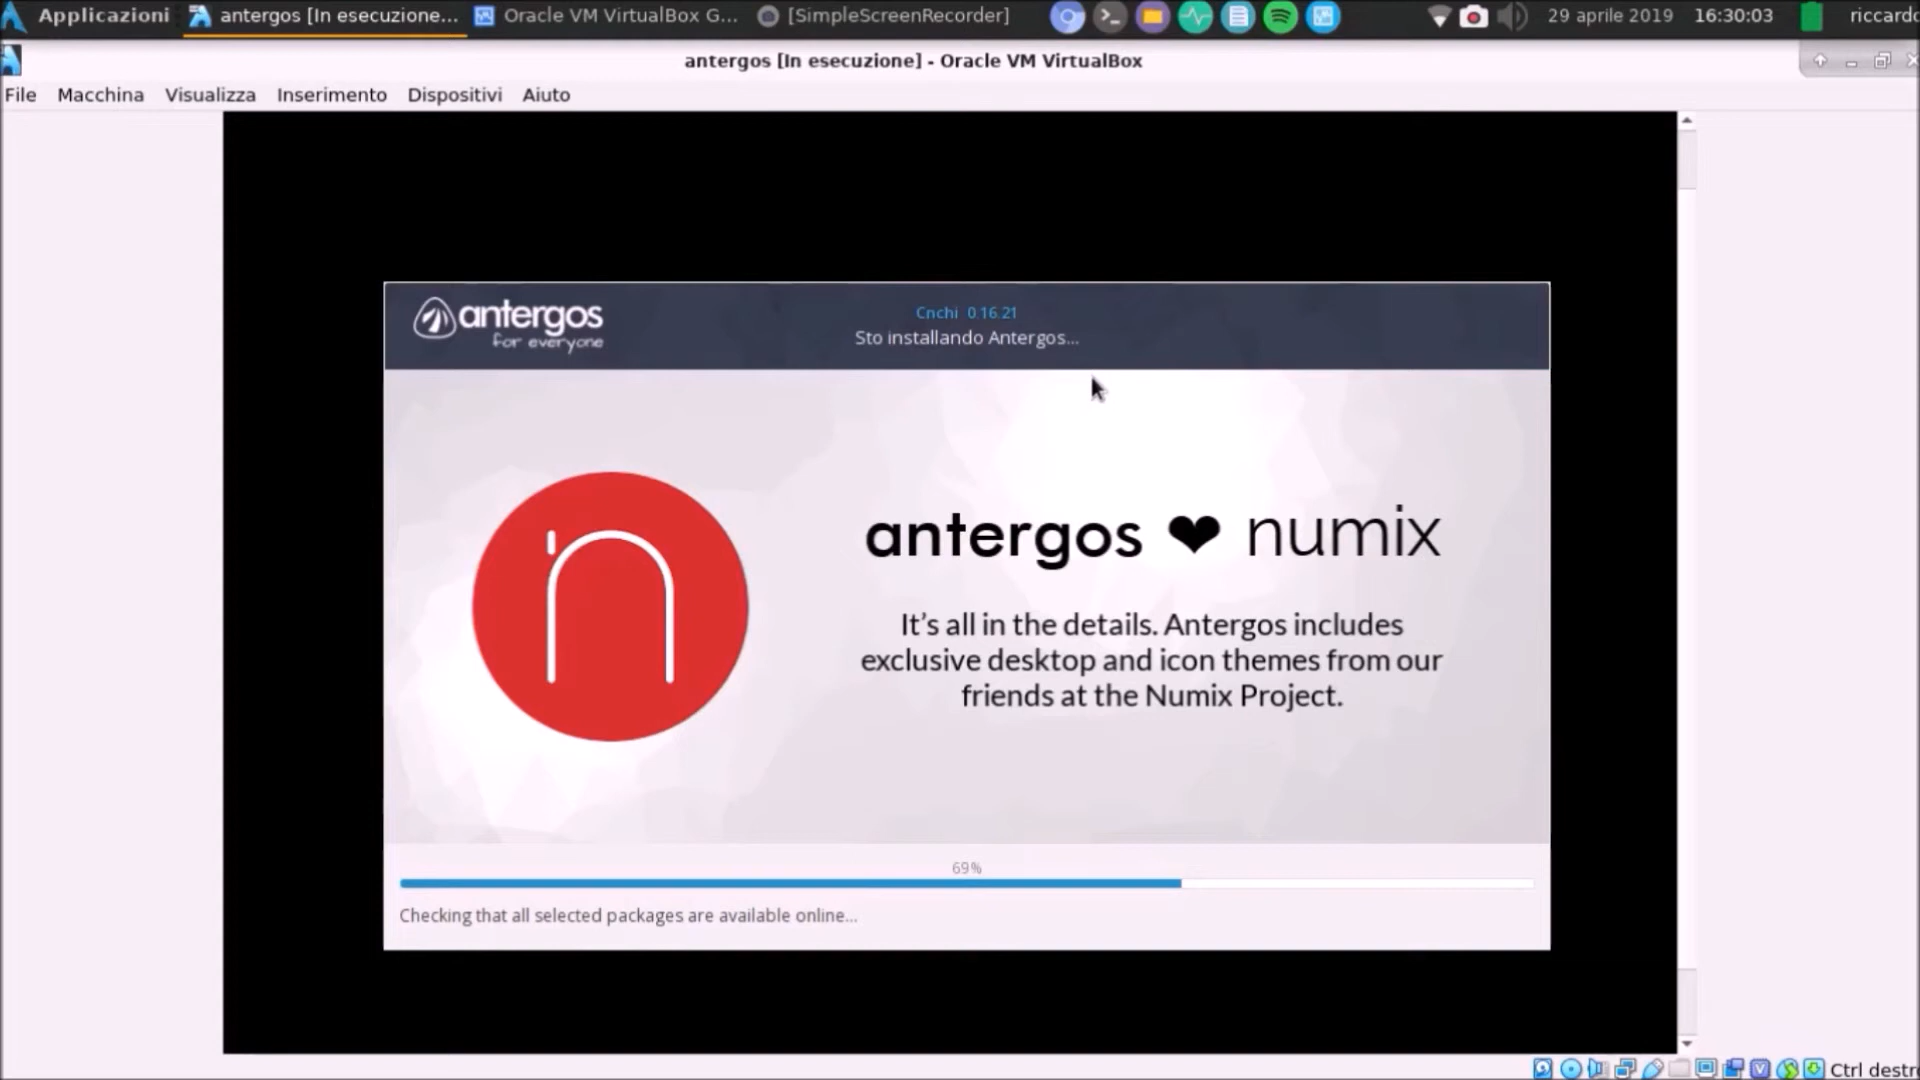 Applicazioni
antergos [In esecuzione...
Oracle VM VirtualBox G...
[SimpleScreenRecorder]
29 aprile 2019
16:30:03
riccardo
antergos [In esecuzione] - Oracle VM VirtualBox
File Macchina Visualizza Inserimento Dispositivi Aiuto
antergos
for everyone
Cnchi 0.16.21
Sto installando Antergos...
n
antergos ❤ numix
It's all in the details. Antergos includes
exclusive desktop and icon themes from our
friends at the Numix Project.
69%
Checking that all selected packages are available online...
Ctrl destr